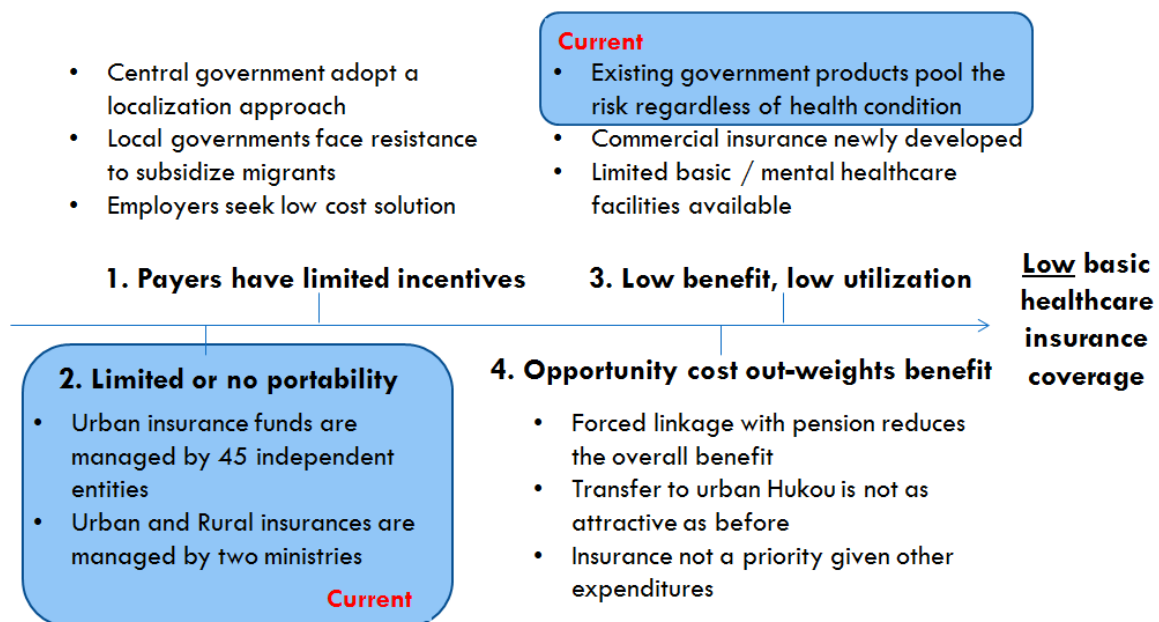 • Central government adopt a
localization approach
• Local governments face resistance
to subsidize migrants
• Employers seek low cost solution
1. Payers have limited incentives
Current
• Existing government products pool the
risk regardless of health condition
• Commercial insurance newly developed
• Limited basic / mental healthcare
facilities available
3. Low benefit, low utilization
2. Limited or no portability
• Urban insurance funds are
managed by 45 independent
entities
• Urban and Rural insurances are
managed by two ministries
Current
4. Opportunity cost out-weights benefit
• Forced linkage with pension reduces
the overall benefit
• Transfer to urban Hukou is not as
attractive as before
• Insurance not a priority given other
expenditures
Low basic
healthcare
insurance
coverage